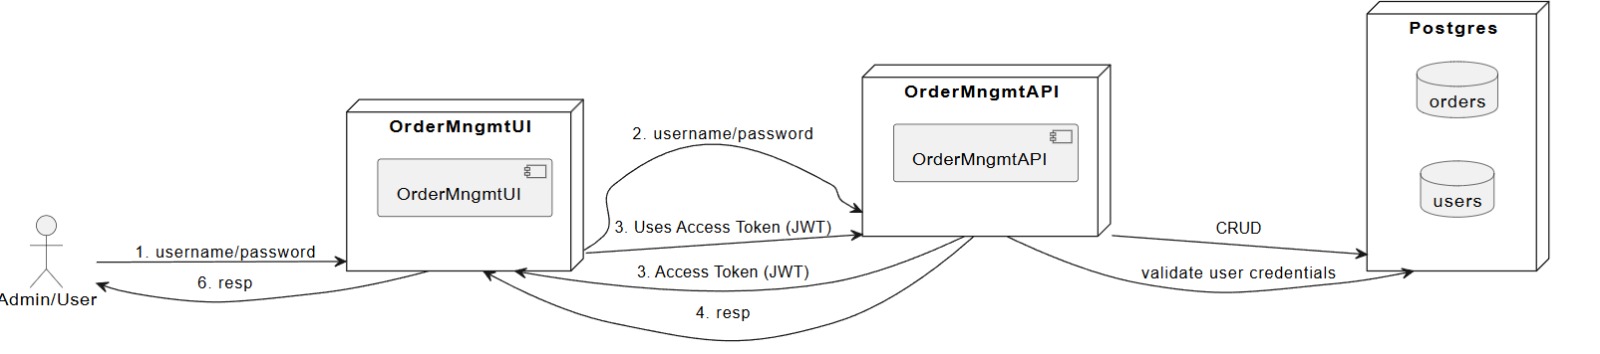 Postgres
orders
users
OrderMngmtAPI
OrderMngmtAPI
OrderMngmtUI
OrderMngmtUI
2. username/password
3. Uses Access Token (JWT)
CRUD
1. username/password
3. Access Token (JWT)
validate user credentials
6. resp
Admin/User
4. resp